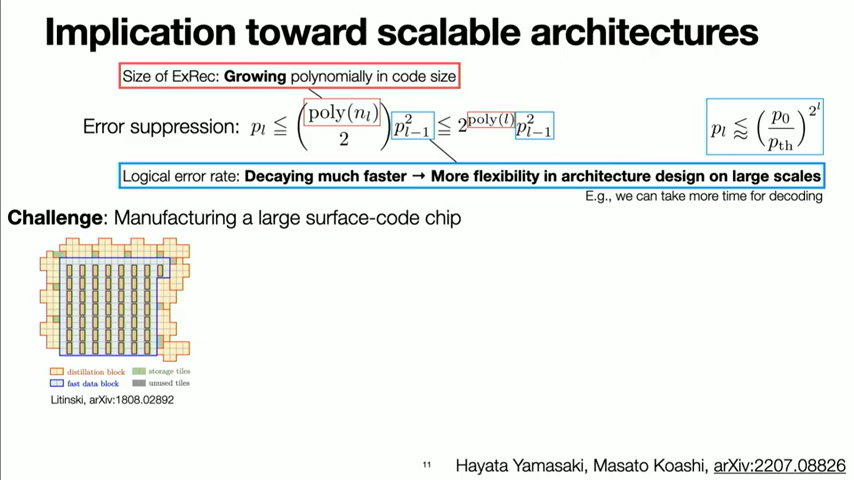 Implication toward scalable architectures
Size of ExRec: Growing polynomially in code size
Error suppression: p_l ≦ (poly(n_l) / 2) p_{l-1}^2 ≦ 2^{poly(l)} p_{l-1}^2
p_l ⪅ (p_0 / p_th)^{2^l}
Logical error rate: Decaying much faster → More flexibility in architecture design on large scales
E.g., we can take more time for decoding
Challenge: Manufacturing a large surface-code chip
distillation block storage tiles
fast data block unused tiles
Litinski, arXiv:1808.02892
11 Hayata Yamasaki, Masato Koashi, arXiv:2207.08826